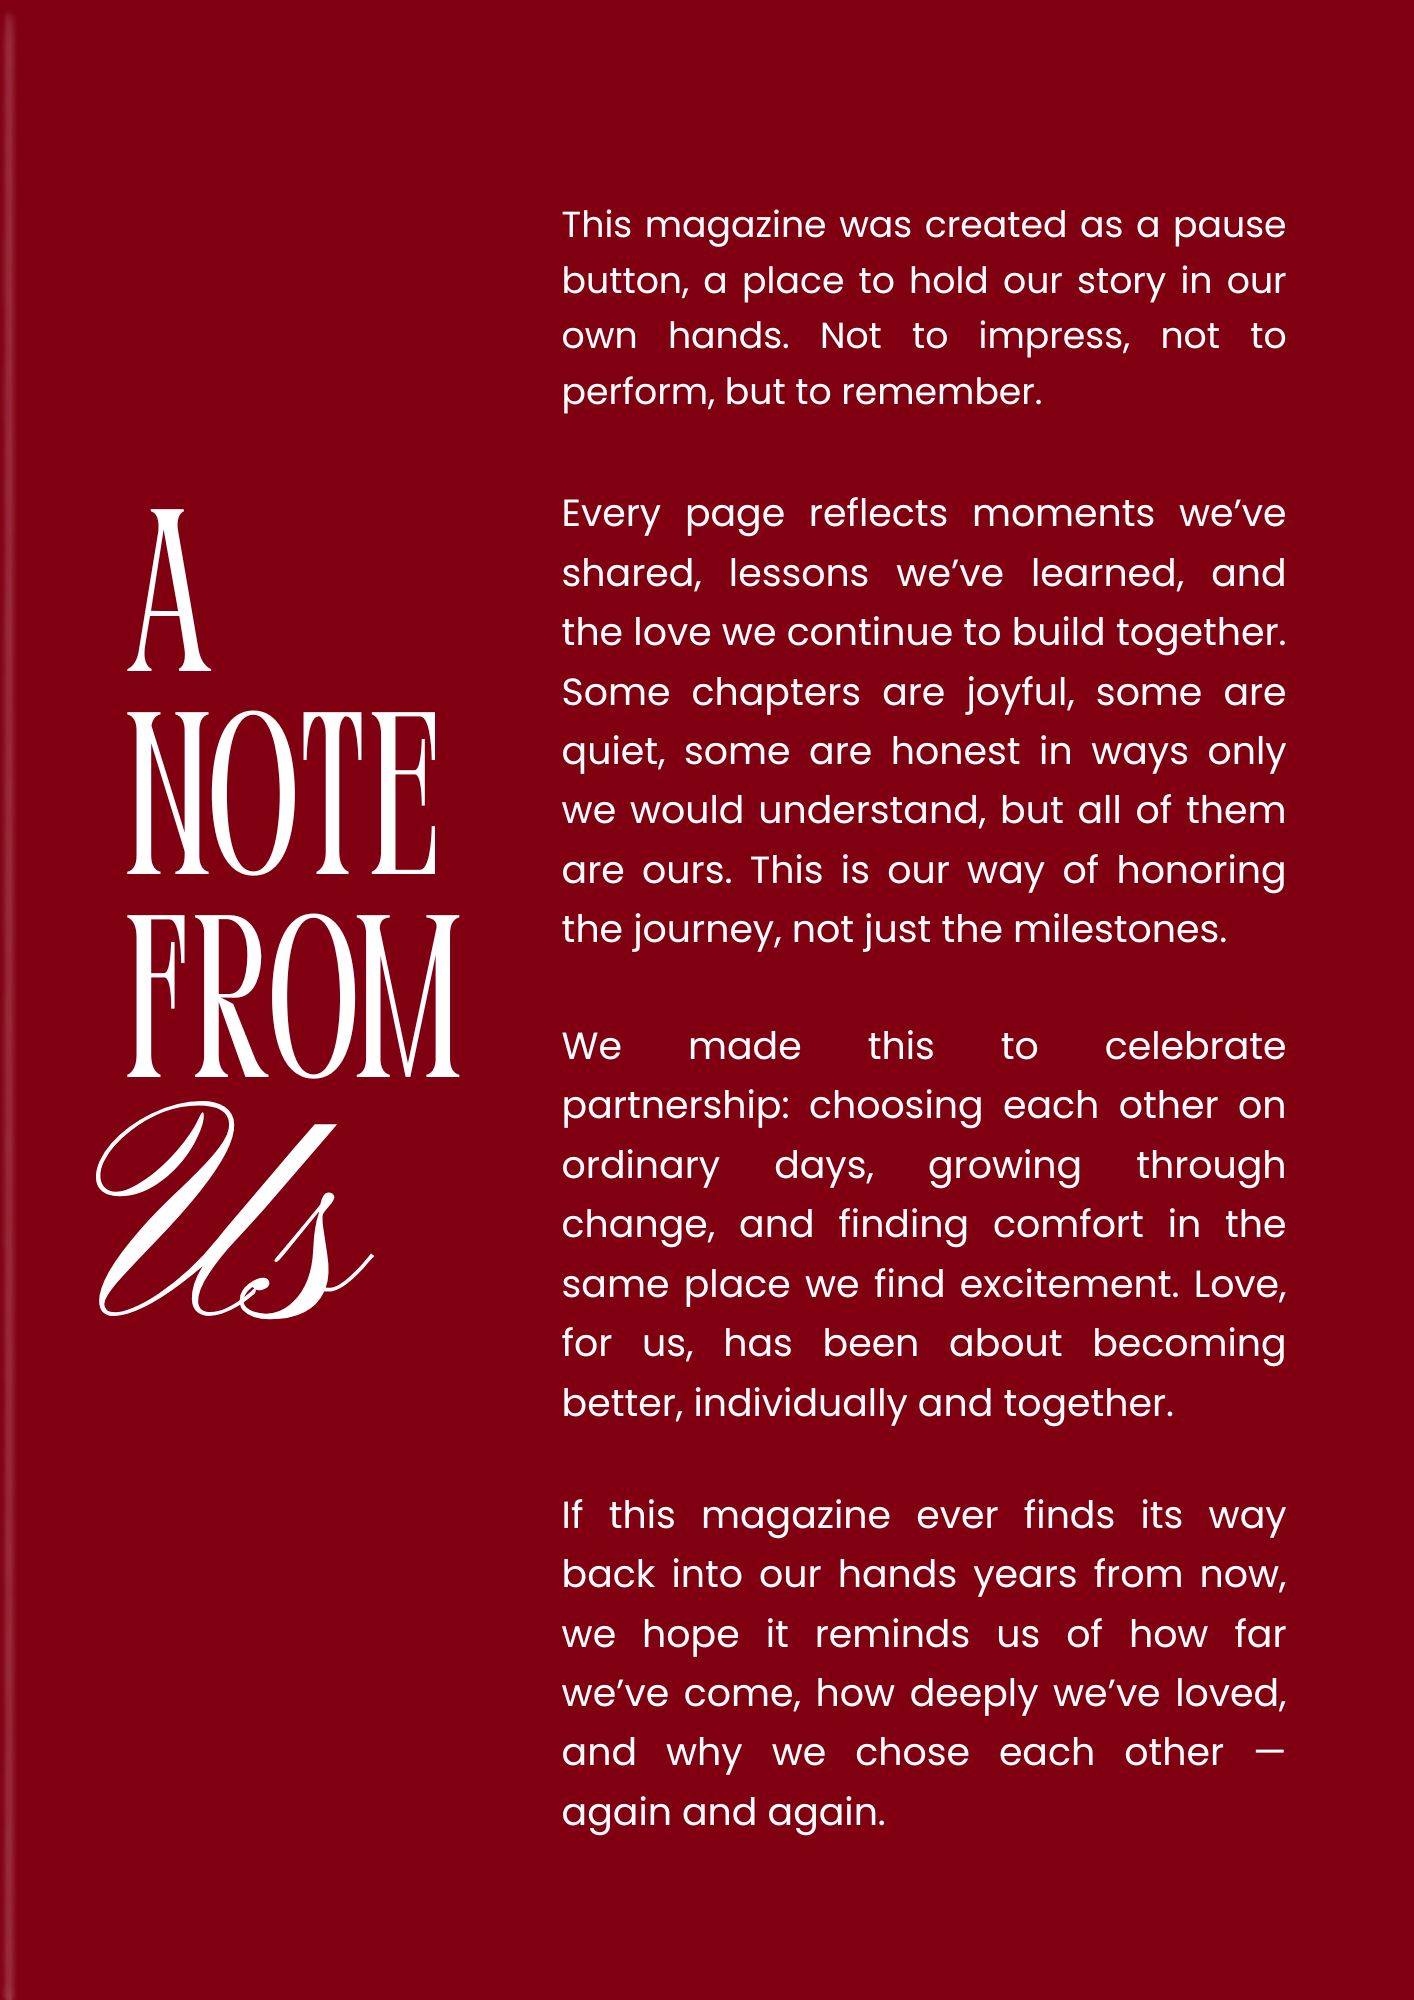 A
NOTE
FROM
Us
This magazine was created as a pause
button, a place to hold our story in our
own hands. Not to impress, not to
perform, but to remember.
Every page reflects moments we’ve
shared, lessons we’ve learned, and
the love we continue to build together.
Some chapters are joyful, some are
quiet, some are honest in ways only
we would understand, but all of them
are ours. This is our way of honoring
the journey, not just the milestones.
We made this to celebrate
partnership: choosing each other on
ordinary days, growing through
change, and finding comfort in the
same place we find excitement. Love,
for us, has been about becoming
better, individually and together.
If this magazine ever finds its way
back into our hands years from now,
we hope it reminds us of how far
we’ve come, how deeply we’ve loved,
and why we chose each other —
again and again.